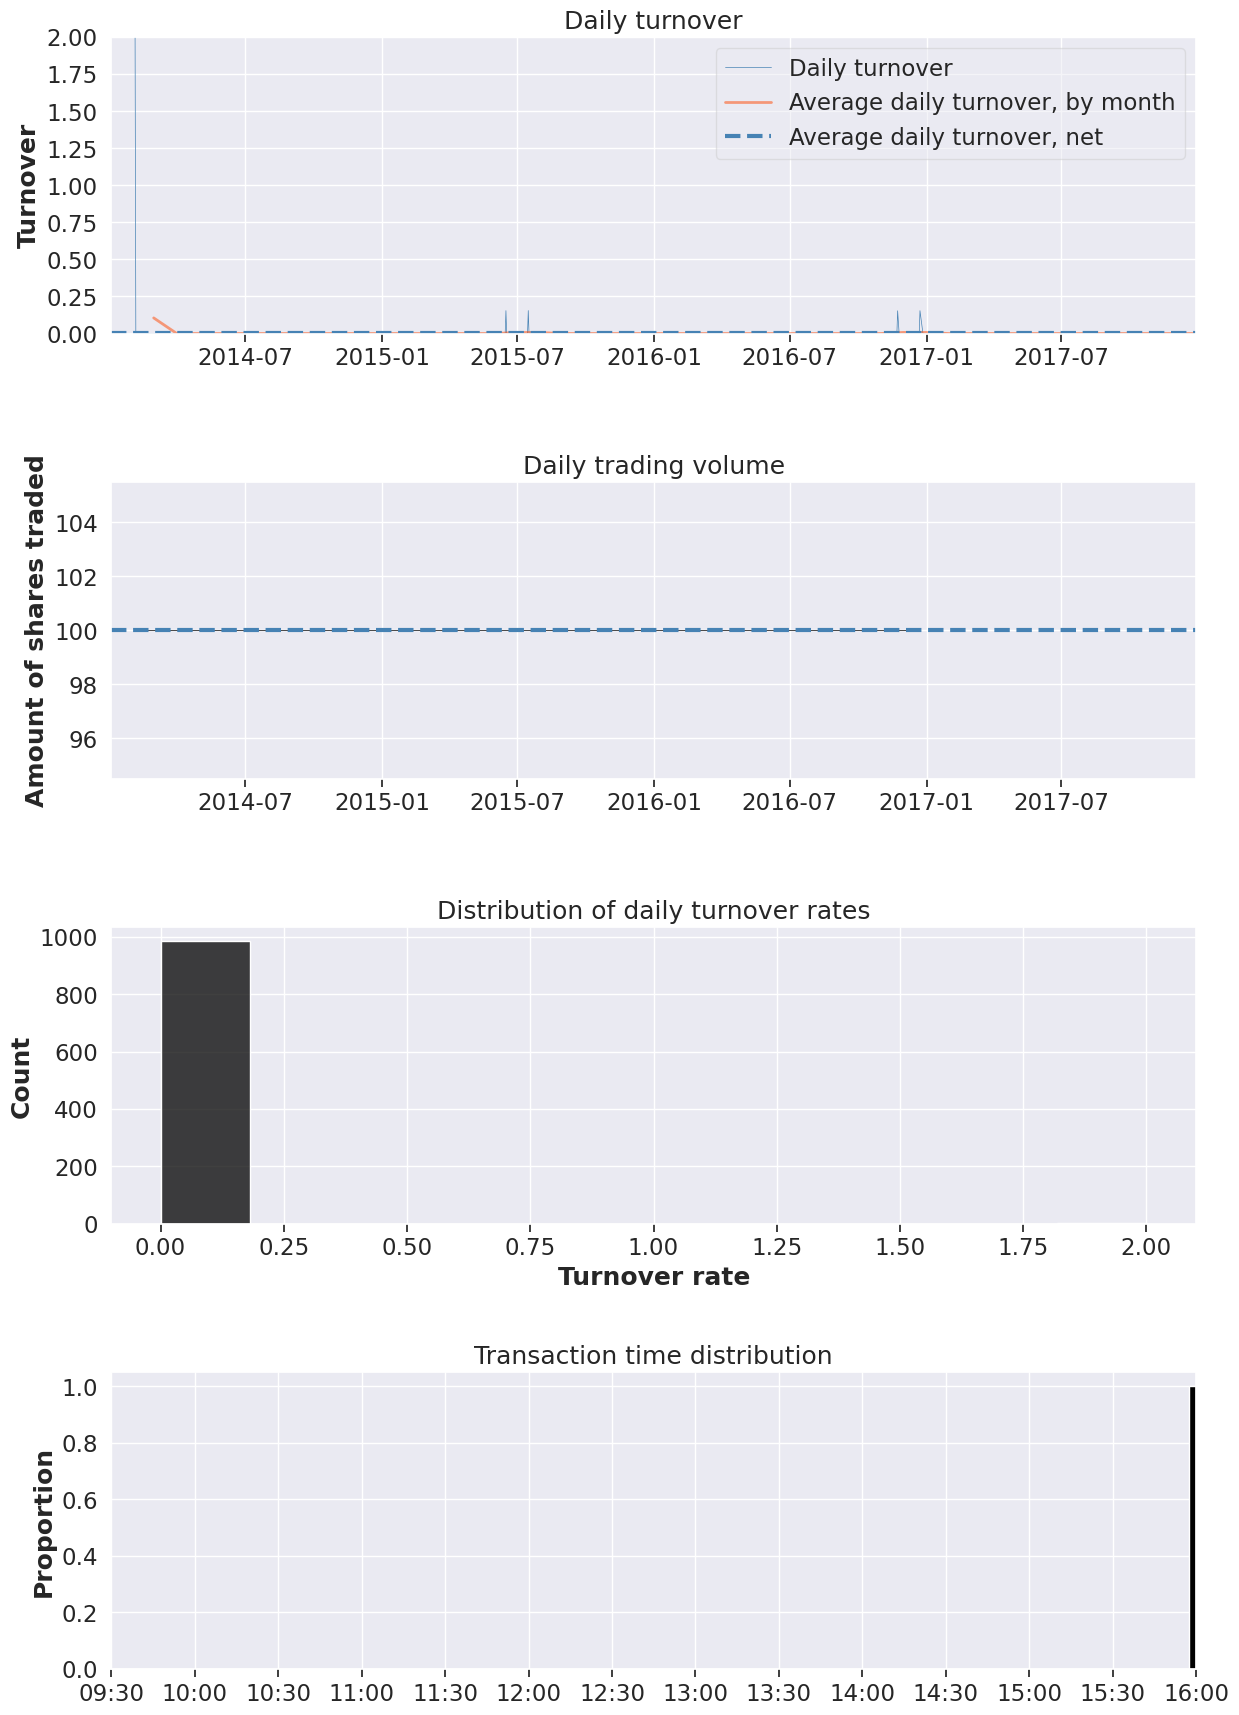 Daily turnover
Turnover
2.00
1.75
1.50
1.25
1.00
0.75
0.50
0.25
0.00
Daily turnover
Average daily turnover, by month
Average daily turnover, net
2014-07 2015-01 2015-07 2016-01 2016-07 2017-01 2017-07
Daily trading volume
Amount of shares traded
104
102
100
98
96
2014-07 2015-01 2015-07 2016-01 2016-07 2017-01 2017-07
Distribution of daily turnover rates
Count
1000
800
600
400
200
0
0.00 0.25 0.50 0.75 1.00 1.25 1.50 1.75 2.00
Turnover rate
Transaction time distribution
Proportion
1.0
0.8
0.6
0.4
0.2
0.0
09:30 10:00 10:30 11:00 11:30 12:00 12:30 13:00 13:30 14:00 14:30 15:00 15:30 16:00